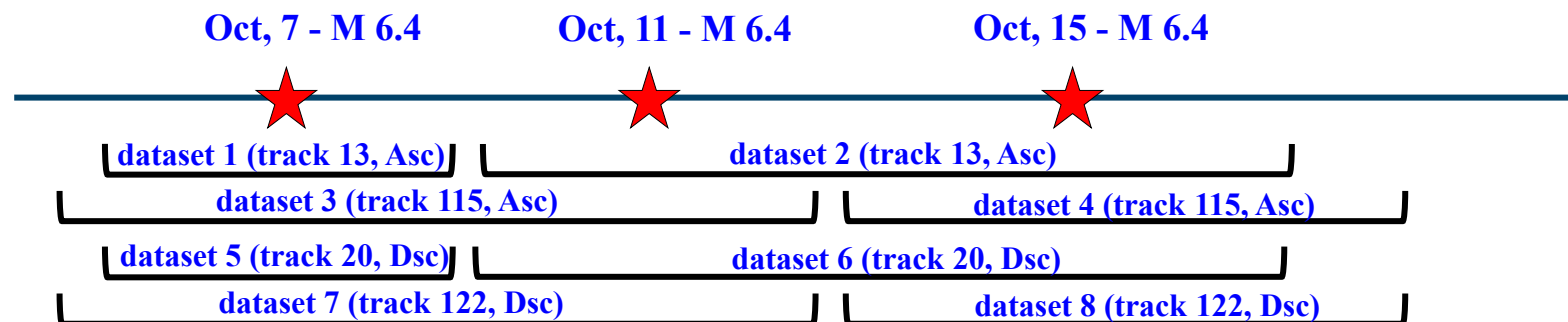 Oct, 7 - M 6.4
Oct, 11 - M 6.4
Oct, 15 - M 6.4
dataset 1 (track 13, Asc)
dataset 2 (track 13, Asc)
dataset 3 (track 115, Asc)
dataset 4 (track 115, Asc)
dataset 5 (track 20, Dsc)
dataset 6 (track 20, Dsc)
dataset 7 (track 122, Dsc)
dataset 8 (track 122, Dsc)